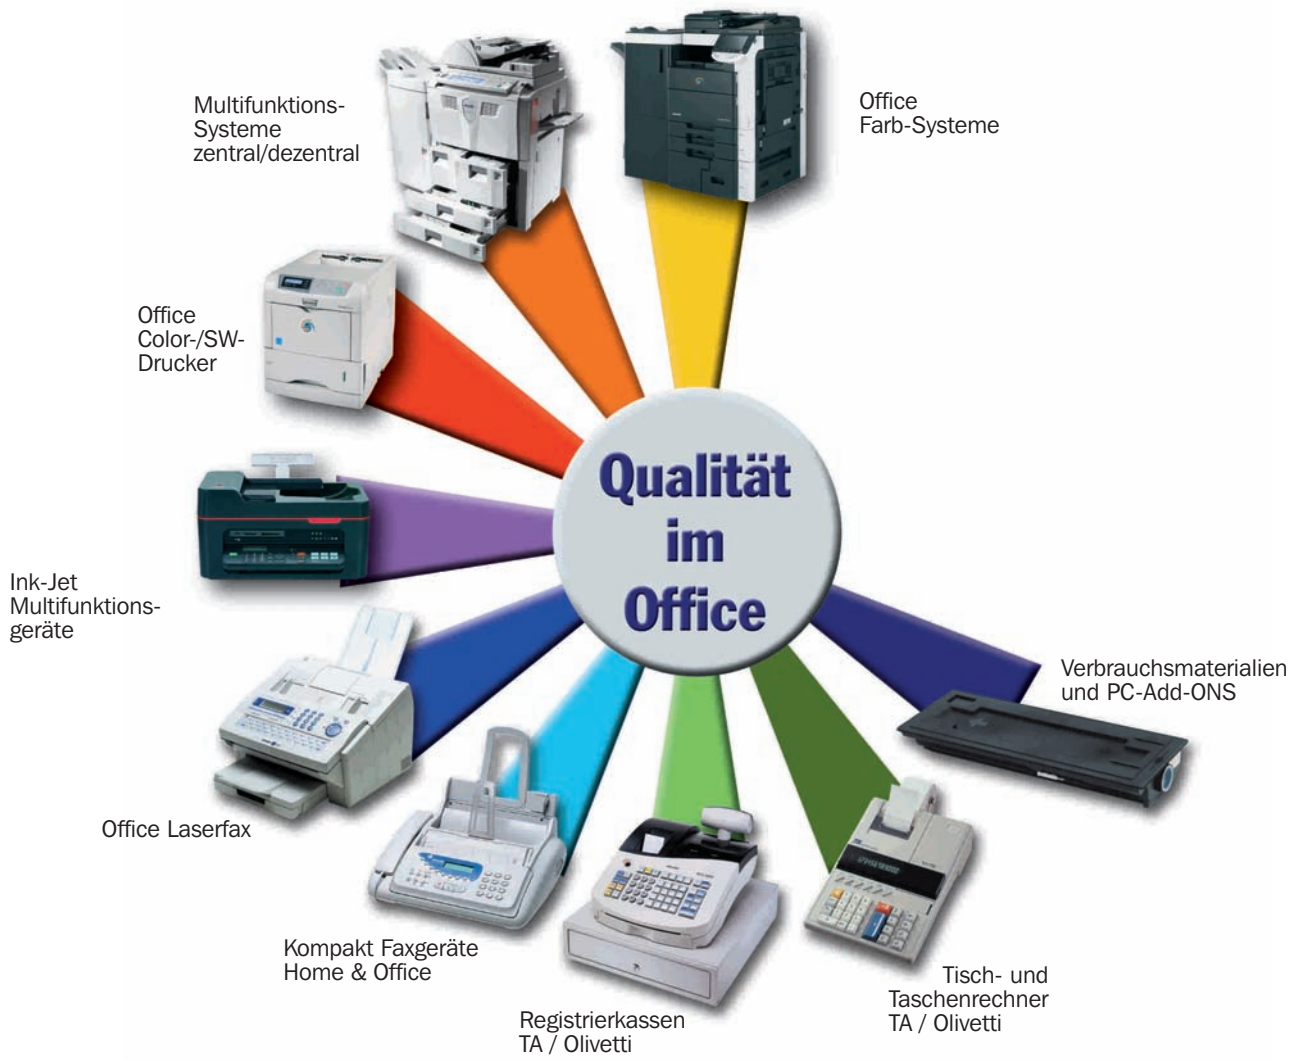 Multifunktions-
Systeme
zentral/dezentral
Office
Farb-Systeme
Office
Color-/SW-
Drucker
Qualität
im
Office
Ink-Jet
Multifunktions-
geräte
Verbrauchsmaterialien
und PC-Add-ONS
Office Laserfax
Kompakt Faxgeräte
Home & Office
Registrierkassen
TA / Olivetti
Tisch- und
Taschenrechner
TA / Olivetti